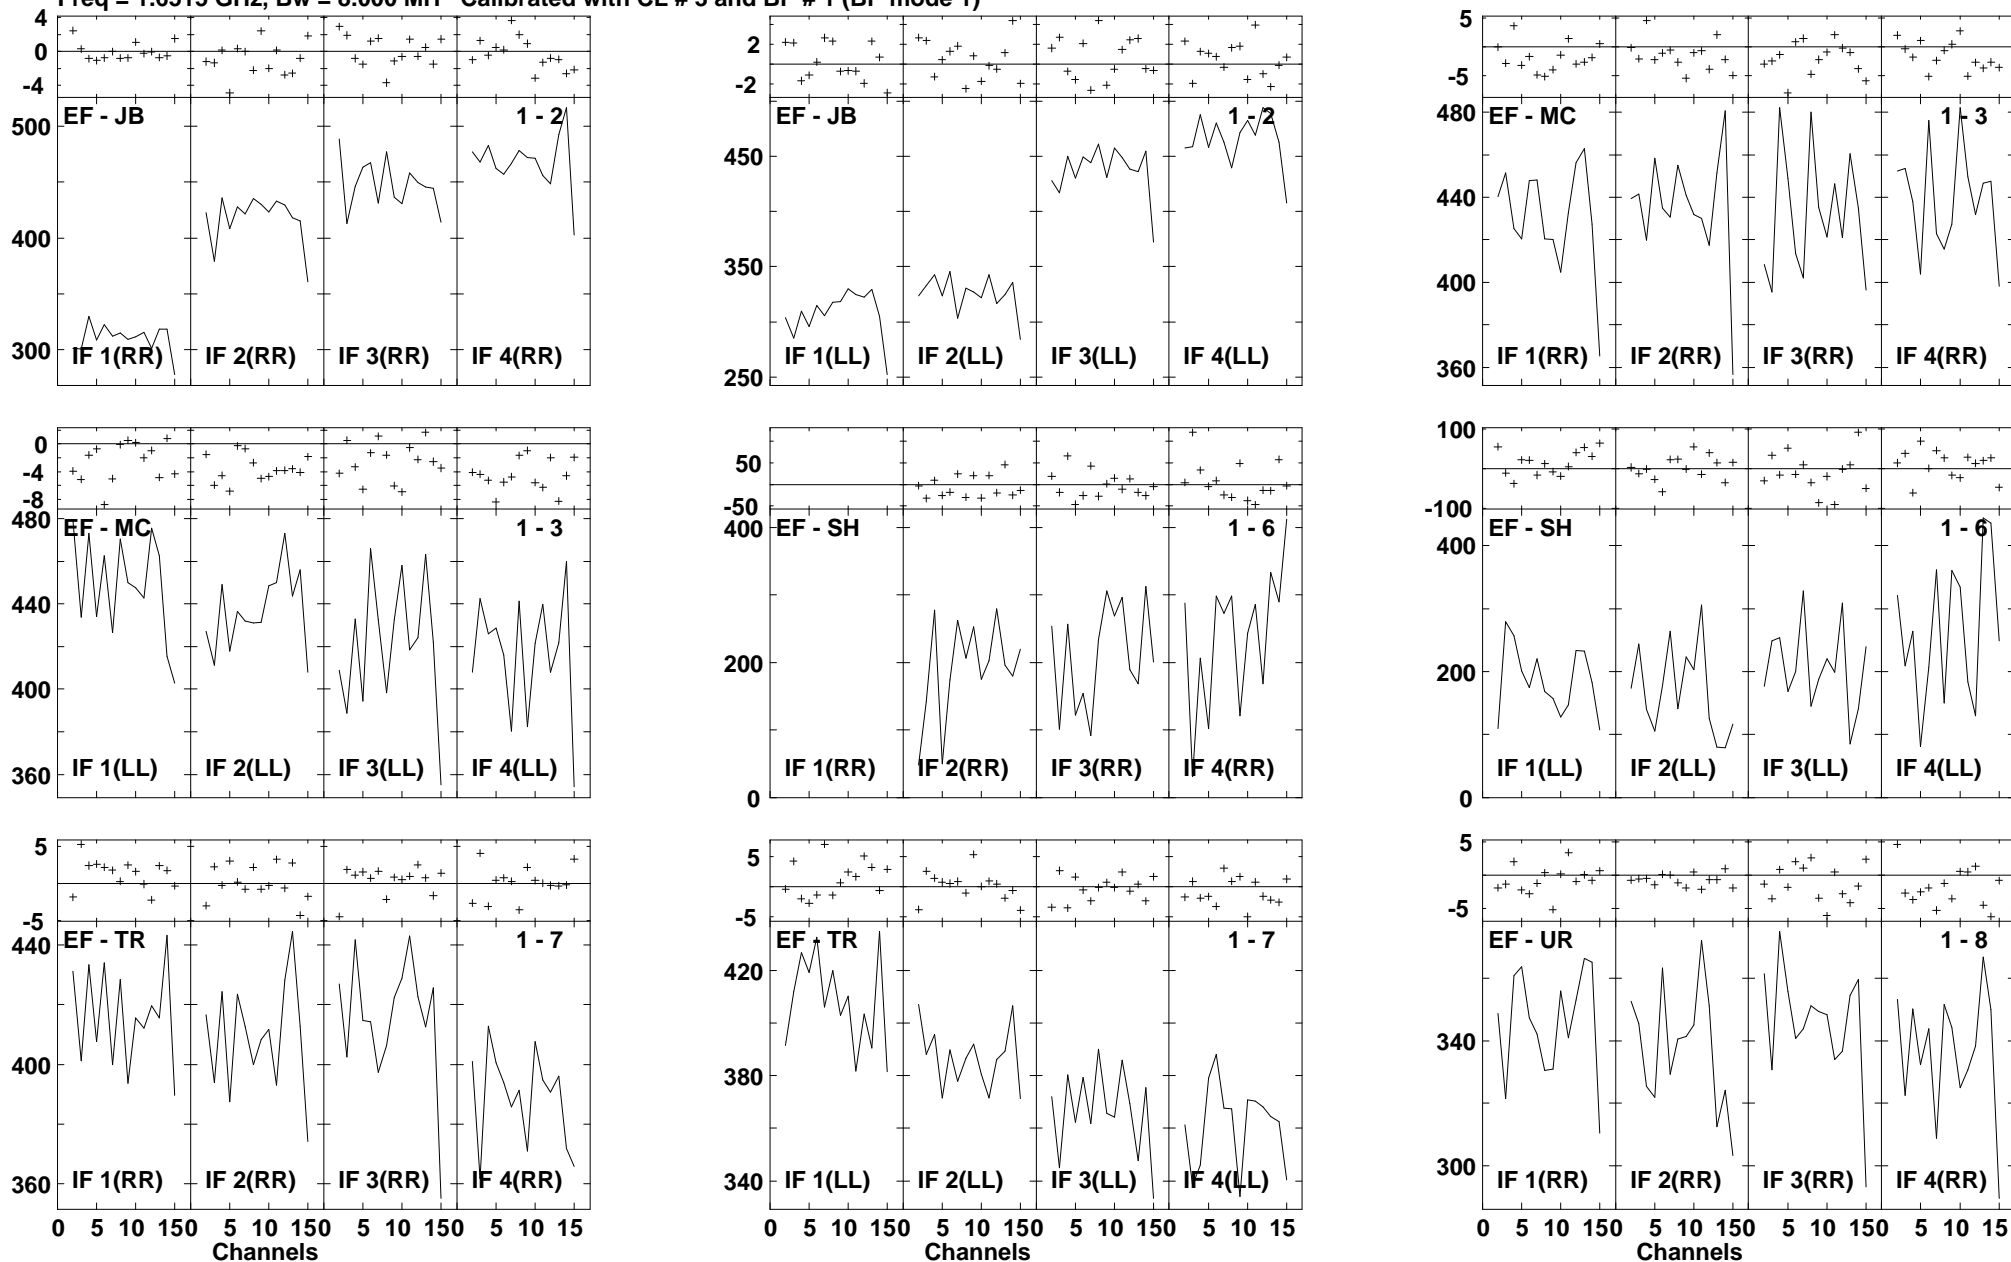 Freq = 1.6515 GHz, Bw = 8.000 MH Calibrated with CL # 3 and BP # 1 (BP mode 1)
4
0
-4
EF - JB 1 - 2
500
400
300
IF 1(RR) IF 2(RR) IF 3(RR) IF 4(RR)
2
-2
EF - JB 1 - 2
450
350
250
IF 1(LL) IF 2(LL) IF 3(LL) IF 4(LL)
5
-5
EF - MC 1 - 3
480
440
400
360
IF 1(RR) IF 2(RR) IF 3(RR) IF 4(RR)
0
-4
-8
EF - MC 1 - 3
480
440
400
360
IF 1(LL) IF 2(LL) IF 3(LL) IF 4(LL)
50
-50
EF - SH 1 - 6
400
200
0
IF 1(RR) IF 2(RR) IF 3(RR) IF 4(RR)
100
-100
EF - SH 1 - 6
400
200
0
IF 1(LL) IF 2(LL) IF 3(LL) IF 4(LL)
5
-5
EF - TR 1 - 7
440
400
360
IF 1(RR) IF 2(RR) IF 3(RR) IF 4(RR)
0 5 10 150 5 10 150 5 10 150 5 10 15
Channels
5
-5
EF - TR 1 - 7
420
380
340
IF 1(LL) IF 2(LL) IF 3(LL) IF 4(LL)
0 5 10 150 5 10 150 5 10 150 5 10 15
Channels
5
-5
EF - UR 1 - 8
340
300
IF 1(RR) IF 2(RR) IF 3(RR) IF 4(RR)
0 5 10 150 5 10 150 5 10 150 5 10 15
Channels